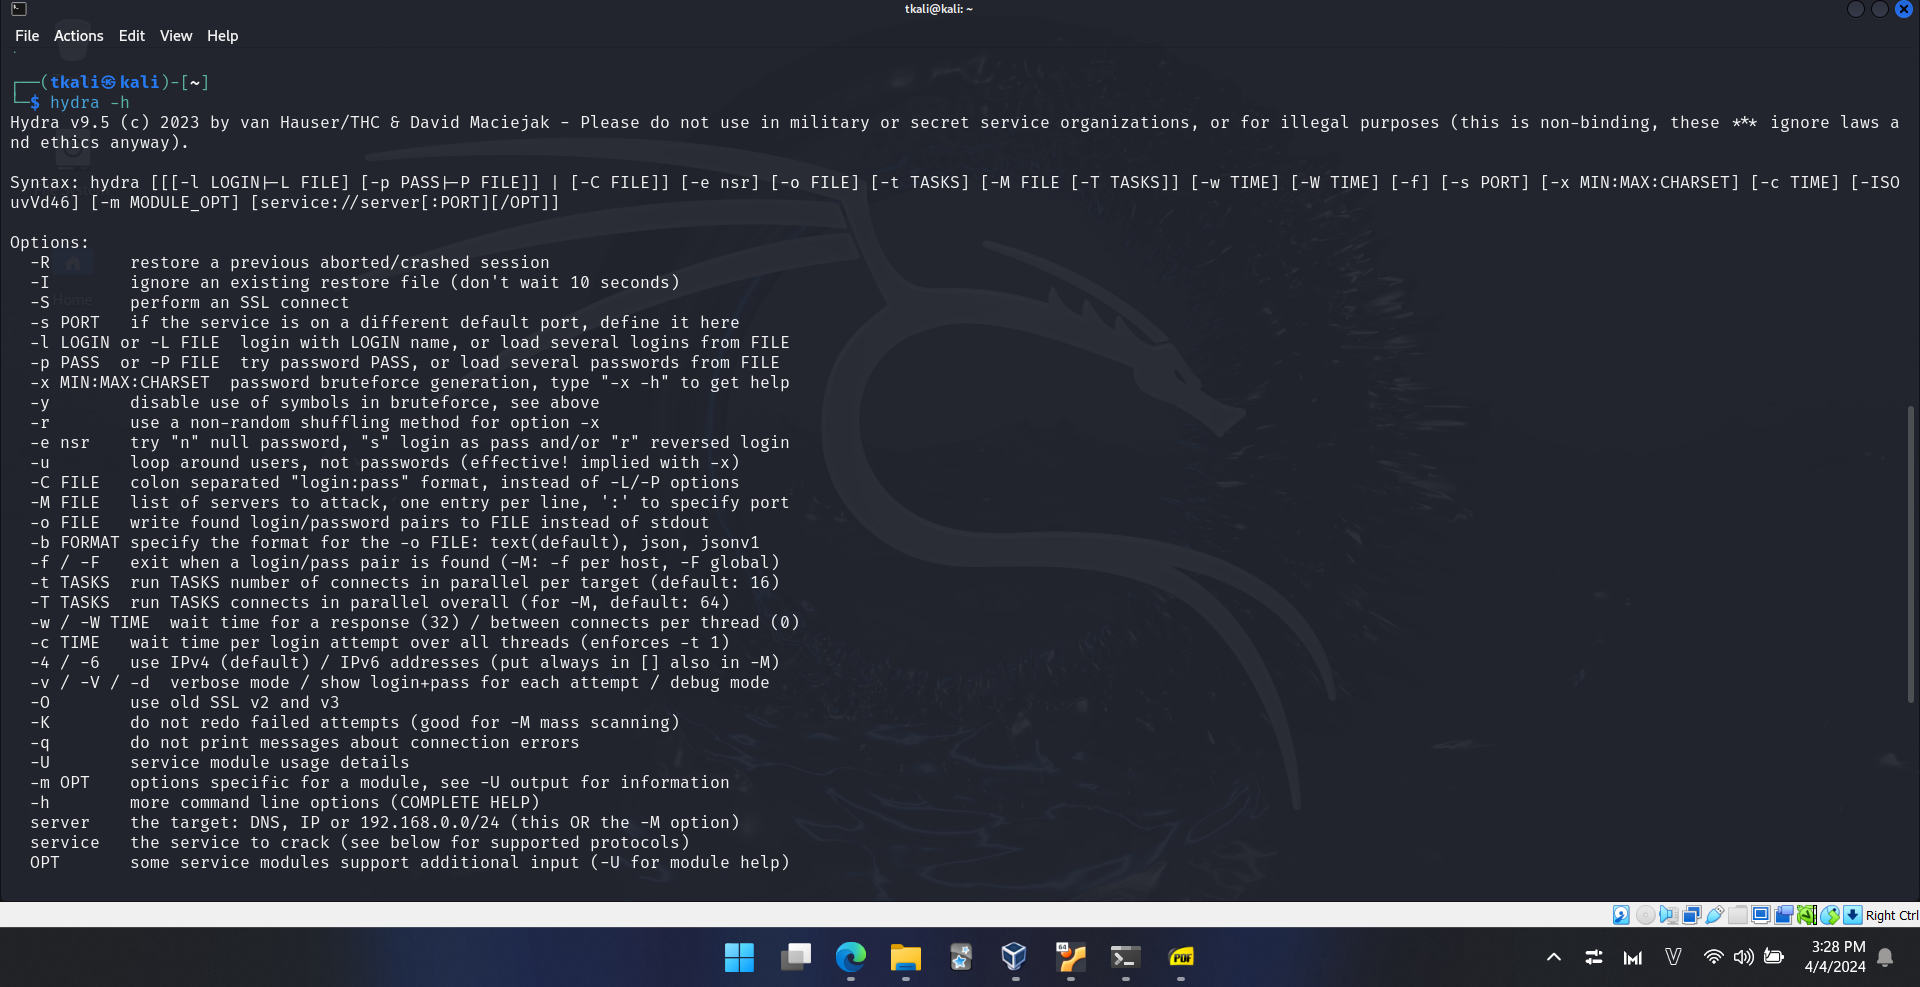 tkali@kali: ~
File Actions Edit View Help
(tkali㉿kali)-[~]
$ hydra -h
Hydra v9.5 (c) 2023 by van Hauser/THC & David Maciejak - Please do not use in military or secret service organizations, or for illegal purposes (this is non-binding, these *** ignore laws a
nd ethics anyway).
Syntax: hydra [[[-l LOGIN|-L FILE] [-p PASS|-P FILE]] | [-C FILE]] [-e nsr] [-o FILE] [-t TASKS] [-M FILE [-T TASKS]] [-w TIME] [-W TIME] [-f] [-s PORT] [-x MIN:MAX:CHARSET] [-c TIME] [-ISO
uvVd46] [-m MODULE_OPT] [service://server[:PORT][/OPT]]
Options:
-R restore a previous aborted/crashed session
-I ignore an existing restore file (don't wait 10 seconds)
-S perform an SSL connect
-s PORT if the service is on a different default port, define it here
-l LOGIN or -L FILE login with LOGIN name, or load several logins from FILE
-p PASS or -P FILE try password PASS, or load several passwords from FILE
-x MIN:MAX:CHARSET password bruteforce generation, type "-x -h" to get help
-y disable use of symbols in bruteforce, see above
-r use a non-random shuffling method for option -x
-e nsr try "n" null password, "s" login as pass and/or "r" reversed login
-u loop around users, not passwords (effective! implied with -x)
-C FILE colon separated "login:pass" format, instead of -L/-P options
-M FILE list of servers to attack, one entry per line, ':' to specify port
-o FILE write found login/password pairs to FILE instead of stdout
-b FORMAT specify the format for the -o FILE: text(default), json, jsonv1
-f / -F exit when a login/pass pair is found (-M: -f per host, -F global)
-t TASKS run TASKS number of connects in parallel per target (default: 16)
-T TASKS run TASKS connects in parallel overall (for -M, default: 64)
-w / -W TIME wait time for a response (32) / between connects per thread (0)
-c TIME wait time per login attempt over all threads (enforces -t 1)
-4 / -6 use IPv4 (default) / IPv6 addresses (put always in [] also in -M)
-v / -V / -d verbose mode / show login+pass for each attempt / debug mode
-O use old SSL v2 and v3
-K do not redo failed attempts (good for -M mass scanning)
-q do not print messages about connection errors
-U service module usage details
-m OPT options specific for a module, see -U output for information
-h more command line options (COMPLETE HELP)
server the target: DNS, IP or 192.168.0.0/24 (this OR the -M option)
service the service to crack (see below for supported protocols)
OPT some service modules support additional input (-U for module help)
Home
Right Ctrl
64
PDF
3:28 PM
4/4/2024